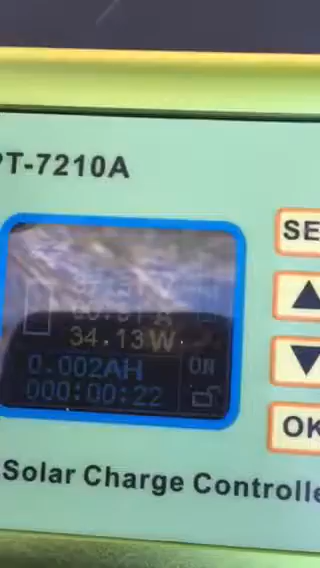 PT-7210A
SE
34.13W
0.002AH
ON
000:00:22
OK
Solar Charge Controlle